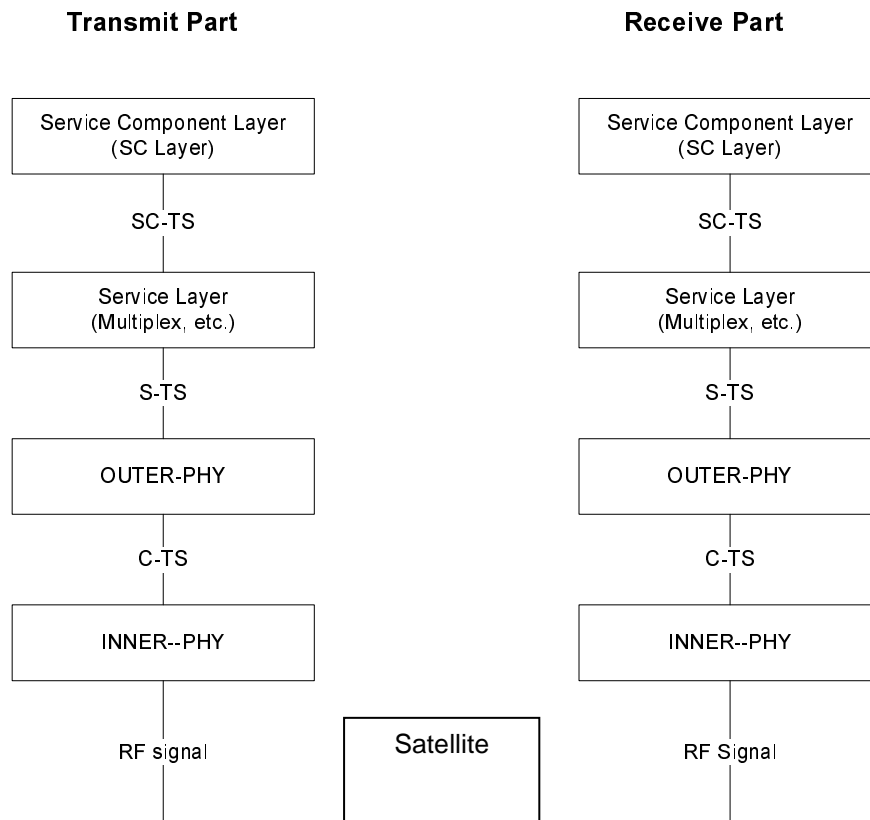 Transmit Part
Receive Part
Service Component Layer
(SC Layer)
Service Component Layer
(SC Layer)
SC-TS
SC-TS
Service Layer
(Multiplex, etc.)
Service Layer
(Multiplex, etc.)
S-TS
S-TS
OUTER-PHY
OUTER-PHY
C-TS
C-TS
INNER--PHY
INNER--PHY
RF signal
Satellite
RF Signal